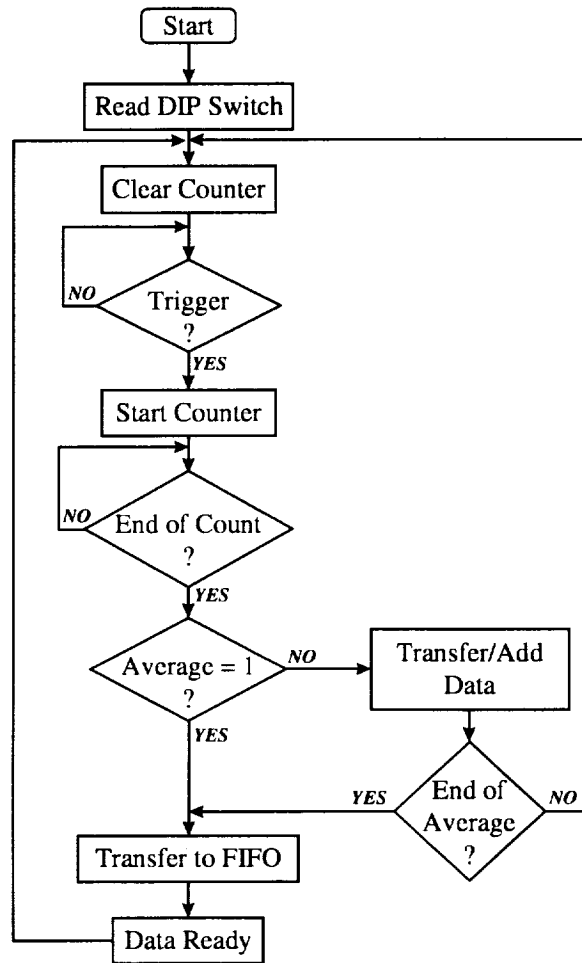 Start
Read DIP Switch
Clear Counter
NO
Trigger
?
YES
Start Counter
NO
End of Count
?
YES
Average = 1
?
NO
Transfer/Add
Data
YES
YES
End of
Average
?
NO
Transfer to FIFO
Data Ready